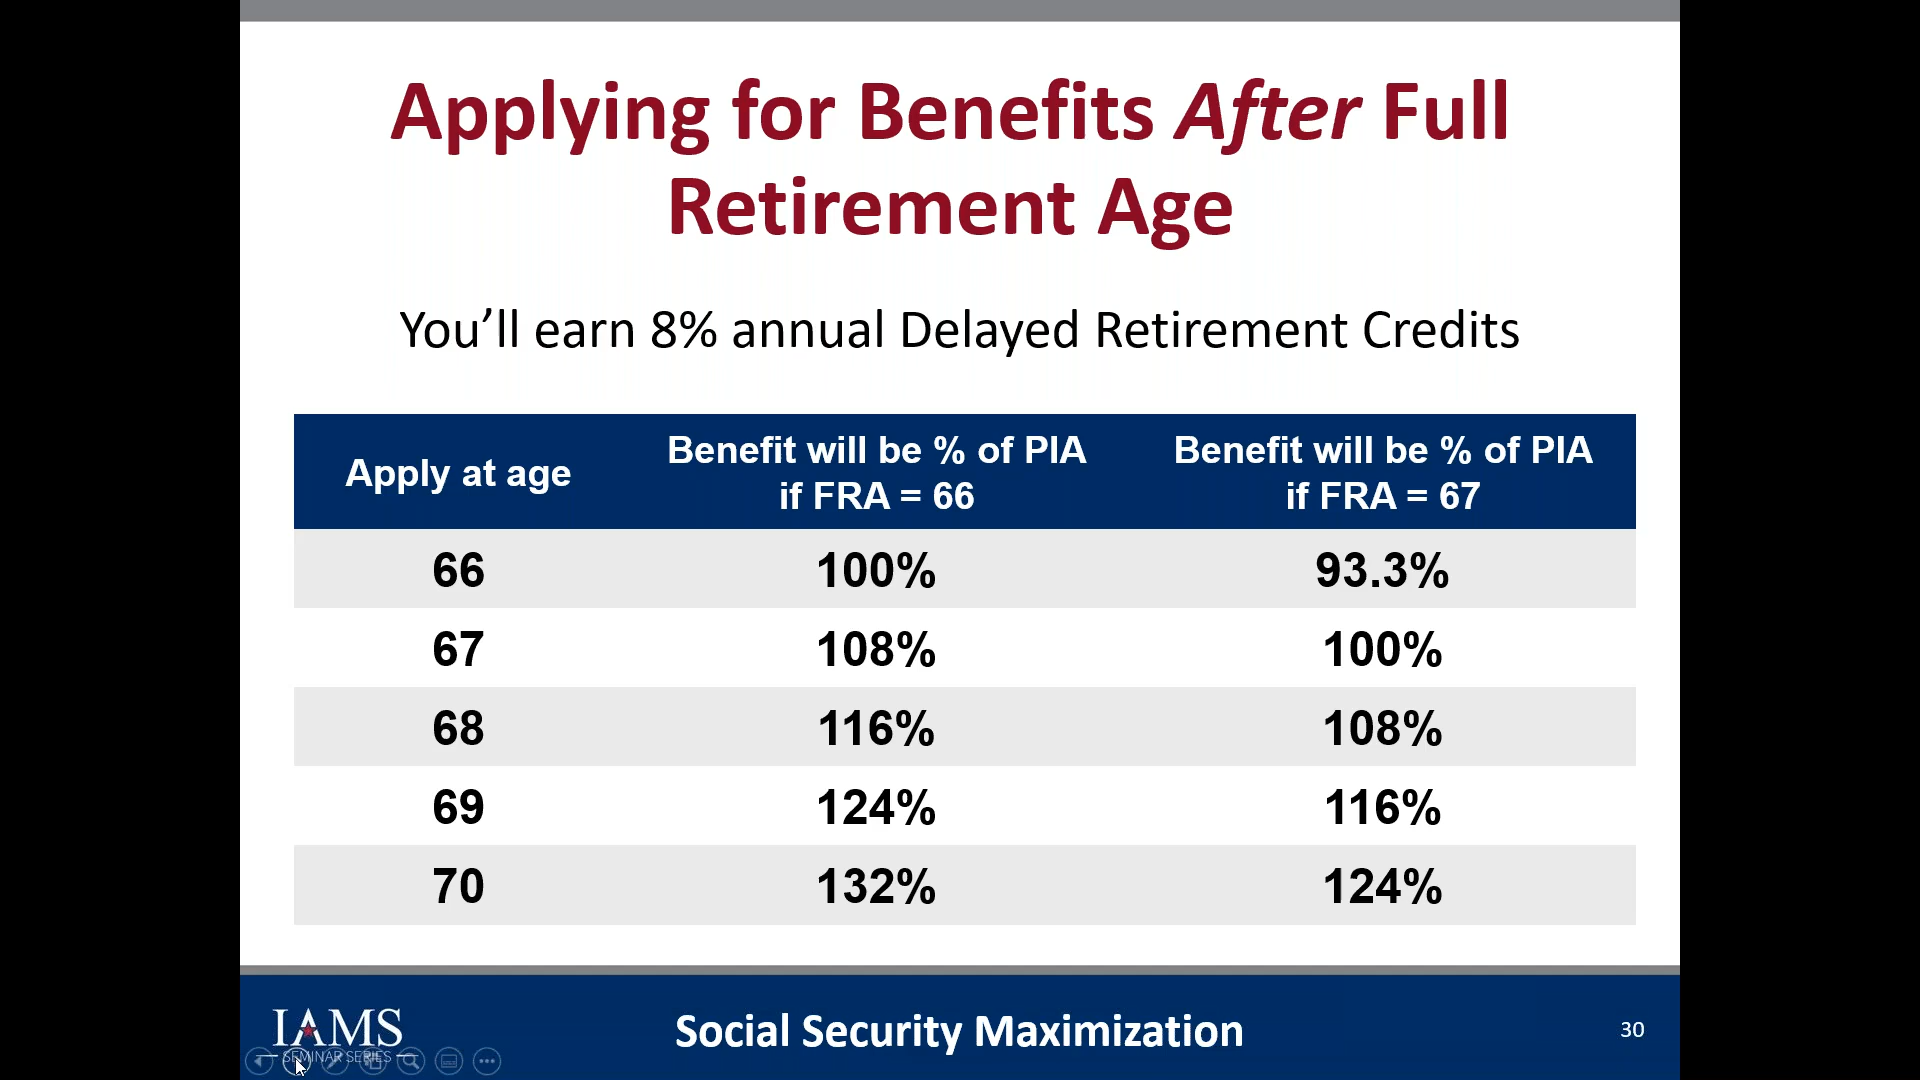 Applying for Benefits After Full
Retirement Age
You’ll earn 8% annual Delayed Retirement Credits
Apply at age
Benefit will be % of PIA
if FRA = 66
Benefit will be % of PIA
if FRA = 67
66 100% 93.3%
67 108% 100%
68 116% 108%
69 124% 116%
70 132% 124%
IAMS
SEMINAR SERIES
Social Security Maximization
30